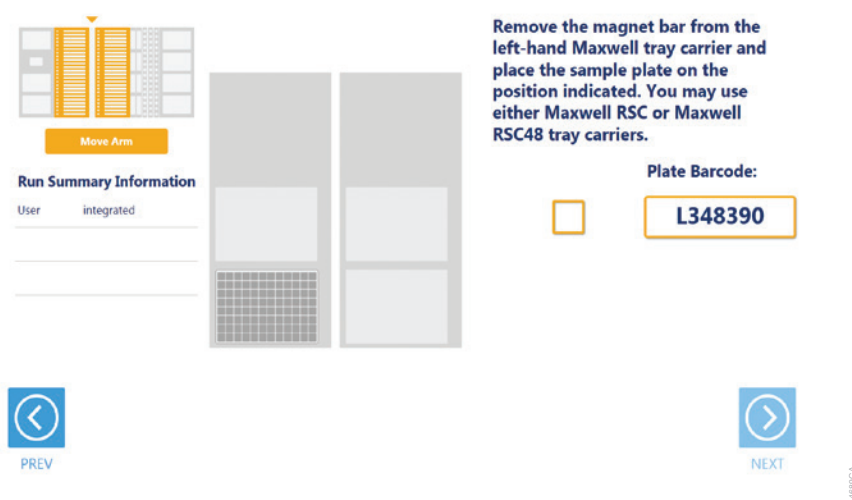 Remove the magnet bar from the
left-hand Maxwell tray carrier and
place the sample plate on the
position indicated. You may use
either Maxwell RSC or Maxwell
RSC48 tray carriers.
Move Arm
Plate Barcode:
Run Summary Information
User integrated
L348390
PREV
NEXT